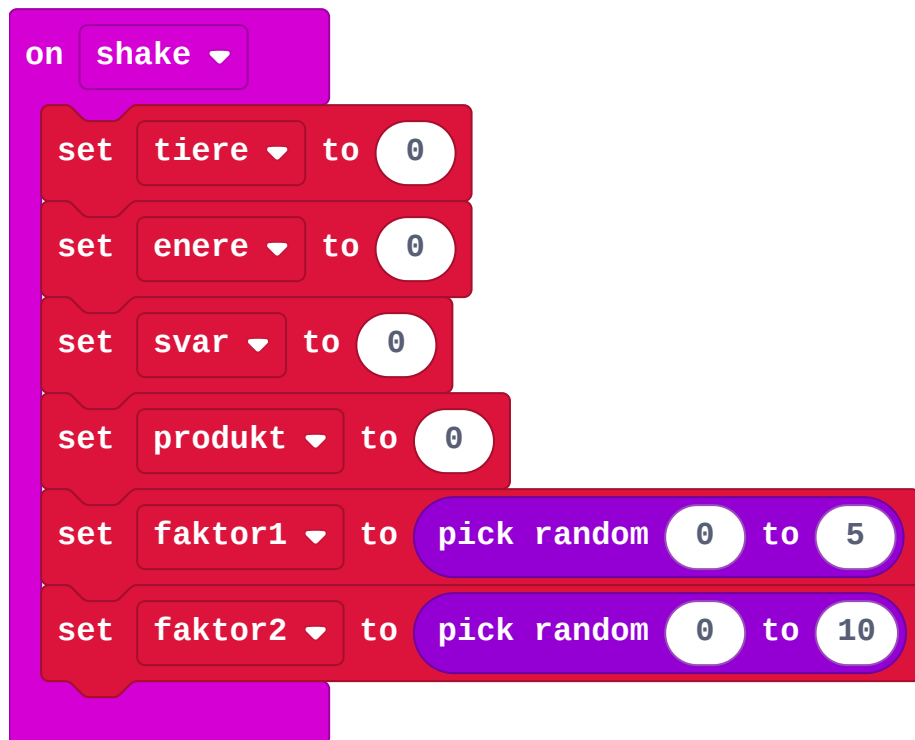 on shake
set tiere to 0
set enere to 0
set svar to 0
set produkt to 0
set faktor1 to pick random 0 to 5
set faktor2 to pick random 0 to 10